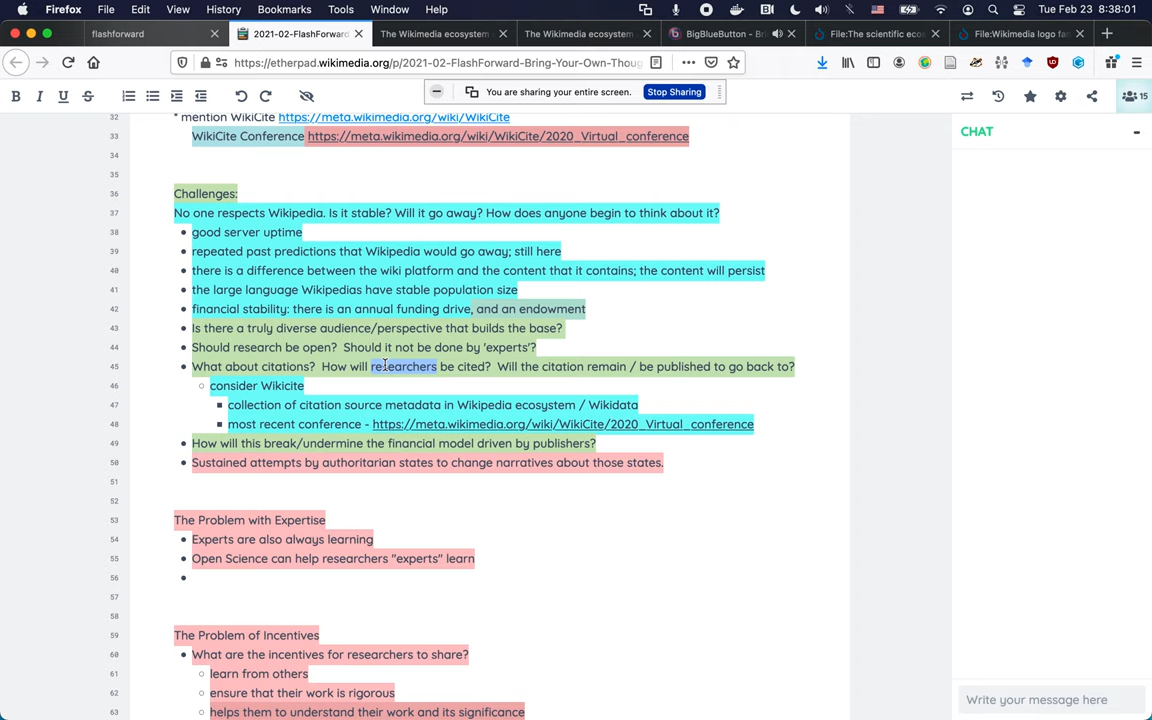 Firefox File Edit View History Bookmarks Tools Window Help Tue Feb 23 8:38:01
flashforward
2021-02-FlashForward
The Wikimedia ecosystem
The Wikimedia ecosystem
BigBlueButton - Bri
File:The scientific ecos
File:Wikimedia logo fa
https://etherpad.wikimedia.org/p/2021-02-FlashForward-Bring-Your-Own-Thoug
You are sharing your entire screen. Stop Sharing
15
32 * mention WikiCite https://meta.wikimedia.org/wiki/WikiCite
33 WikiCite Conference https://meta.wikimedia.org/wiki/WikiCite/2020_Virtual_conference
34
35
36 Challenges:
37 No one respects Wikipedia. Is it stable? Will it go away? How does anyone begin to think about it?
38 good server uptime
39 repeated past predictions that Wikipedia would go away; still here
40 there is a difference between the wiki platform and the content that it contains; the content will persist
41 the large language Wikipedias have stable population size
42 financial stability: there is an annual funding drive, and an endowment
43 Is there a truly diverse audience/perspective that builds the base?
44 Should research be open? Should it not be done by 'experts'?
45 What about citations? How will researchers be cited? Will the citation remain / be published to go back to?
46 consider Wikicite
47 collection of citation source metadata in Wikipedia ecosystem / Wikidata
48 most recent conference - https://meta.wikimedia.org/wiki/WikiCite/2020_Virtual_conference
49 How will this break/undermine the financial model driven by publishers?
50 Sustained attempts by authoritarian states to change narratives about those states.
51
52
53 The Problem with Expertise
54 Experts are also always learning
55 Open Science can help researchers "experts" learn
56
57
58
59 The Problem of Incentives
60 What are the incentives for researchers to share?
61 learn from others
62 ensure that their work is rigorous
63 helps them to understand their work and its significance
CHAT
Write your message here